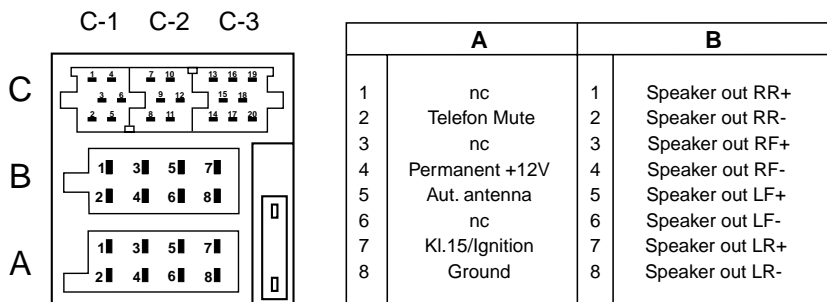 C-1 C-2 C-3
C
1 4 7 10 13 16 19
3 6 9 12 15 18
2 5 8 11 14 17 20
B
1 3 5 7
2 4 6 8
A
1 3 5 7
2 4 6 8
A B
1 nc 1 Speaker out RR+
2 Telefon Mute 2 Speaker out RR-
3 nc 3 Speaker out RF+
4 Permanent +12V 4 Speaker out RF-
5 Aut. antenna 5 Speaker out LF+
6 nc 6 Speaker out LF-
7 Kl.15/Ignition 7 Speaker out LR+
8 Ground 8 Speaker out LR-